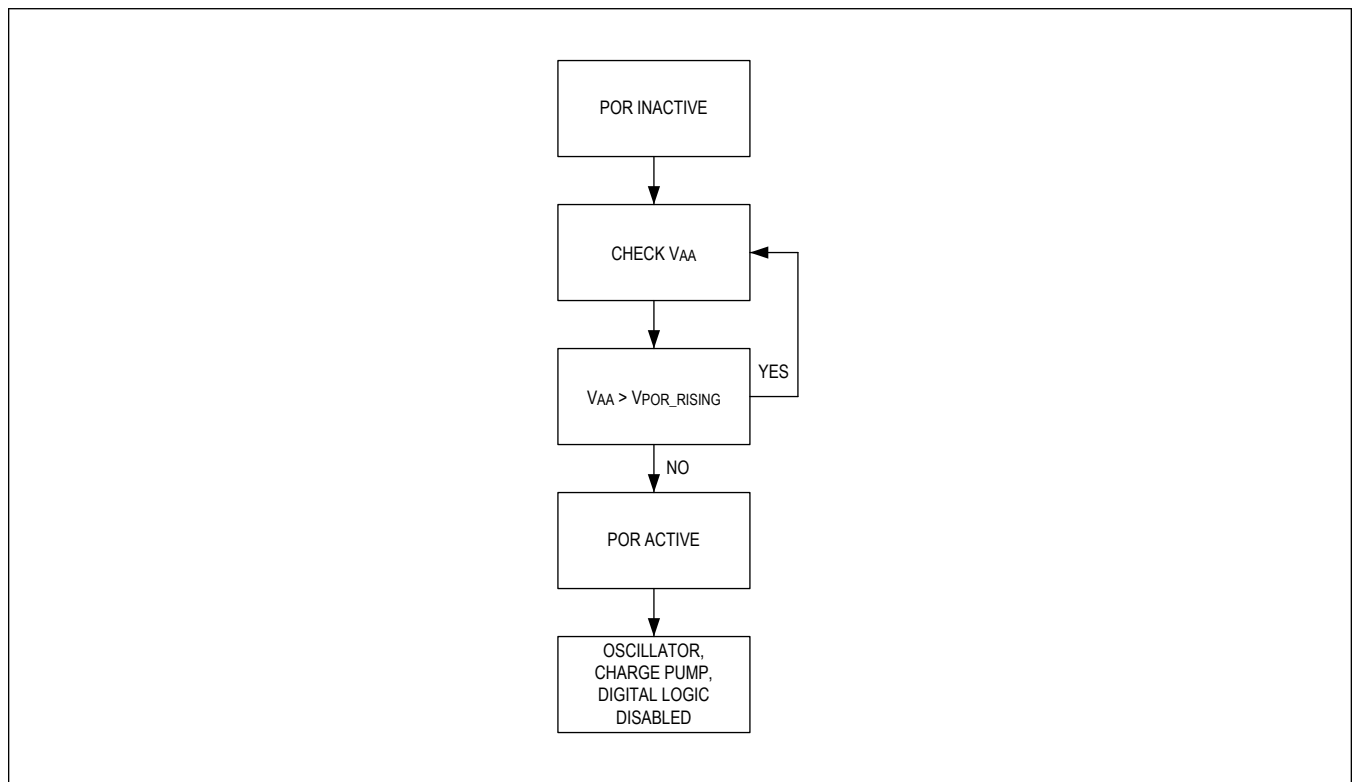 POR INACTIVE
CHECK VAA
VAA > VPOR_RISING
YES
NO
POR ACTIVE
OSCILLATOR,
CHARGE PUMP,
DIGITAL LOGIC
DISABLED